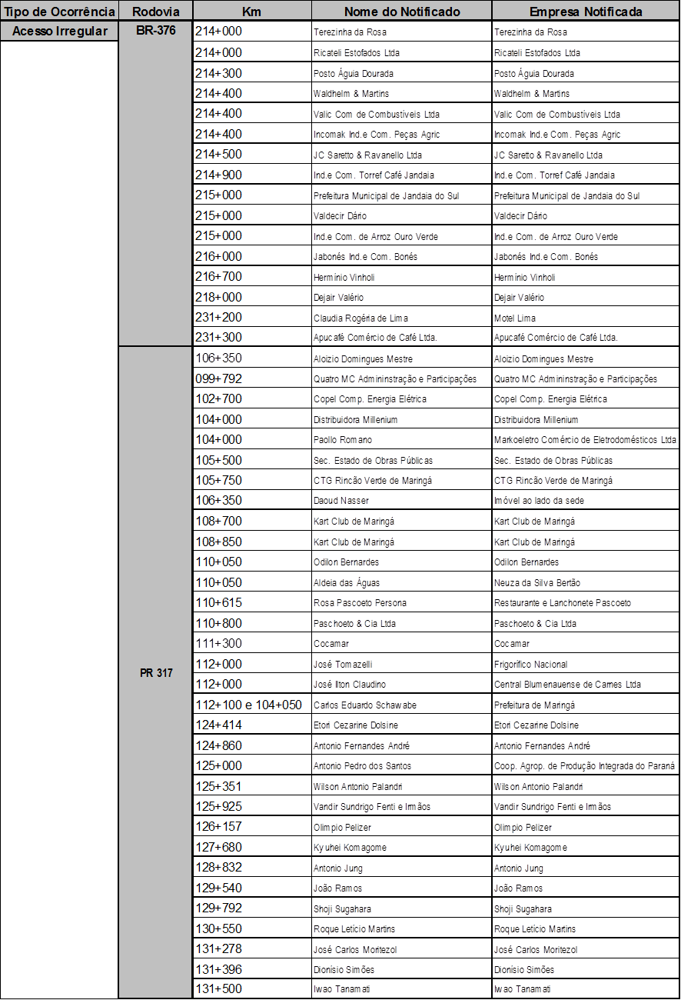 Tipo de Ocorrência Rodovia Km Nome do Notificado Empresa Notificada
Acesso Irregular BR-376 214+000 Terezinha da Rosa Terezinha da Rosa
214+000 Ricateli Estofados Ltda Ricateli Estofados Ltda
214+300 Posto Águia Dourada Posto Águia Dourada
214+400 Waldhelm & Martins Waldhelm & Martins
214+400 Valic Com de Combustíveis Ltda Valic Com de Combustíveis Ltda
214+400 Incomak Ind.e Com. Peças Agric Incomak Ind.e Com. Peças Agric
214+500 JC Saretto & Ravanello Ltda JC Saretto & Ravanello Ltda
214+900 Ind.e Com. Torref Café Jandaia Ind.e Com. Torref Café Jandaia
215+000 Prefeitura Municipal de Jandaia do Sul Prefeitura Municipal de Jandaia do Sul
215+000 Valdecir Dário Valdecir Dário
215+000 Ind.e Com. de Arroz Ouro Verde Ind.e Com. de Arroz Ouro Verde
216+000 Jabonés Ind.e Com. Bonés Jabonés Ind.e Com. Bonés
216+700 Hermínio Vinholi Hermínio Vinholi
218+000 Dejair Valério Dejair Valério
231+200 Claudia Rogéria de Lima Motel Lima
231+300 Apucafé Comércio de Café Ltda. Apucafé Comércio de Café Ltda.
106+350 Aloizio Domingues Mestre Aloizio Domingues Mestre
099+792 Quatro MC Admininstração e Participações Quatro MC Admininstração e Participações
102+700 Copel Comp. Energia Elétrica Copel Comp. Energia Elétrica
104+000 Distribuidora Millenium Distribuidora Millenium
104+000 Paollo Romano Markoeletro Comércio de Eletrodomésticos Ltda
105+500 Sec. Estado de Obras Públicas Sec. Estado de Obras Públicas
105+750 CTG Rincão Verde de Maringá CTG Rincão Verde de Maringá
106+350 Daoud Nasser Imóvel ao lado da sede
108+700 Kart Club de Maringá Kart Club de Maringá
108+850 Kart Club de Maringá Kart Club de Maringá
110+050 Odilon Bernardes Odilon Bernardes
110+050 Aldeia das Águas Neuza da Silva Bertão
110+615 Rosa Pascoeto Persona Restaurante e Lanchonete Pascoeto
110+800 Paschoeto & Cia Ltda Paschoeto & Cia Ltda
111+300 Cocamar Cocamar
112+000 José Tomazelli Frigorífico Nacional
PR 317
112+000 José Ilton Claudino Central Blumenauense de Carnes Ltda
112+100 e 104+050 Carlos Eduardo Schawabe Prefeitura de Maringá
124+414 Etori Cezarine Dolsine Etori Cezarine Dolsine
124+860 Antonio Fernandes André Antonio Fernandes André
125+000 Antonio Pedro dos Santos Coop. Agrop. de Produção Integrada do Paraná
125+351 Wilson Antonio Palandri Wilson Antonio Palandri
125+925 Vandir Sundrigo Fenti e Irmãos Vandir Sundrigo Fenti e Irmãos
126+157 Olimpio Pelizer Olimpio Pelizer
127+680 Kyuhei Komagome Kyuhei Komagome
128+832 Antonio Jung Antonio Jung
129+540 João Ramos João Ramos
129+792 Shoji Sugahara Shoji Sugahara
130+550 Roque Letício Martins Roque Letício Martins
131+278 José Carlos Moritezol José Carlos Moritezol
131+396 Dionísio Simões Dionísio Simões
131+500 Iwao Tanamati Iwao Tanamati